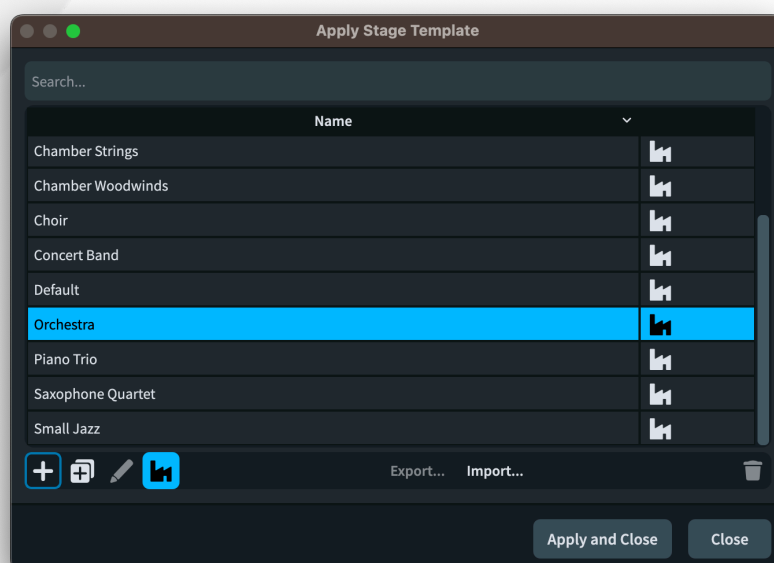 Apply Stage Template
Search...
Name
Chamber Strings
Chamber Woodwinds
Choir
Concert Band
Default
Orchestra
Piano Trio
Saxophone Quartet
Small Jazz
Export... Import...
Apply and Close Close